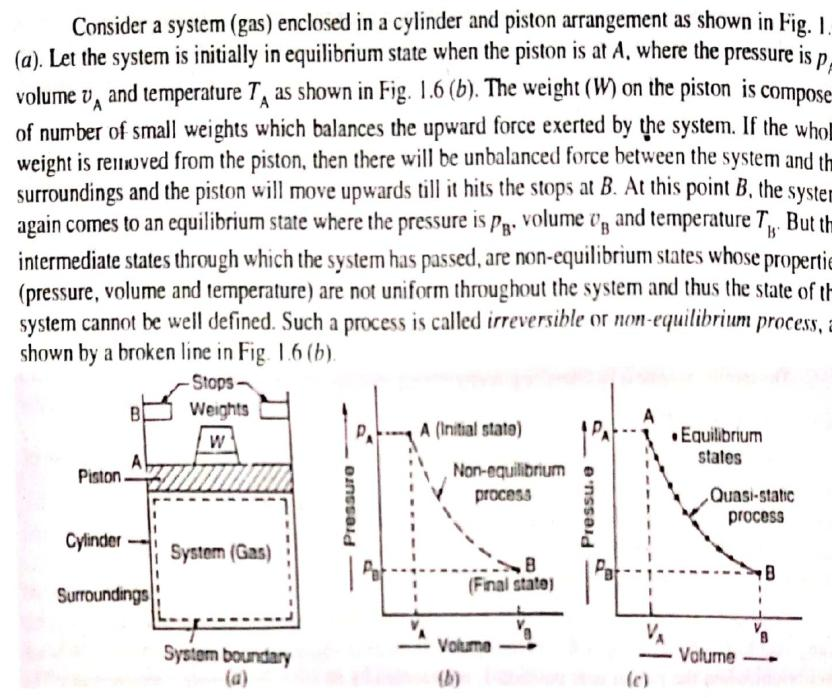 Consider a system (gas) enclosed in a cylinder and piston arrangement as shown in Fig. 1.
(a). Let the system is initially in equilibrium state when the piston is at A, where the pressure is p
volume v_A and temperature T_A as shown in Fig. 1.6 (b). The weight (W) on the piston is compose
of number of small weights which balances the upward force exerted by the system. If the whol
weight is removed from the piston, then there will be unbalanced force between the system and th
surroundings and the piston will move upwards till it hits the stops at B. At this point B, the syster
again comes to an equilibrium state where the pressure is p_B, volume v_B and temperature T_B. But th
intermediate states through which the system has passed, are non-equilibrium states whose propertie
(pressure, volume and temperature) are not uniform throughout the system and thus the state of th
system cannot be well defined. Such a process is called irreversible or non-equilibrium process,
shown by a broken line in Fig. 1.6 (b).
Stops
B
Weights
W
A
Piston
Cylinder
System (Gas)
Surroundings
System boundary
(a)
Pressure
p_A
A (Initial state)
Non-equilibrium
process
p_B
B
(Final state)
v_A
v_B
Volume
(b)
Pressure
p_A
A
Equilibrium
states
Quasi-static
process
p_B
B
V_A
V_B
Volume
(c)